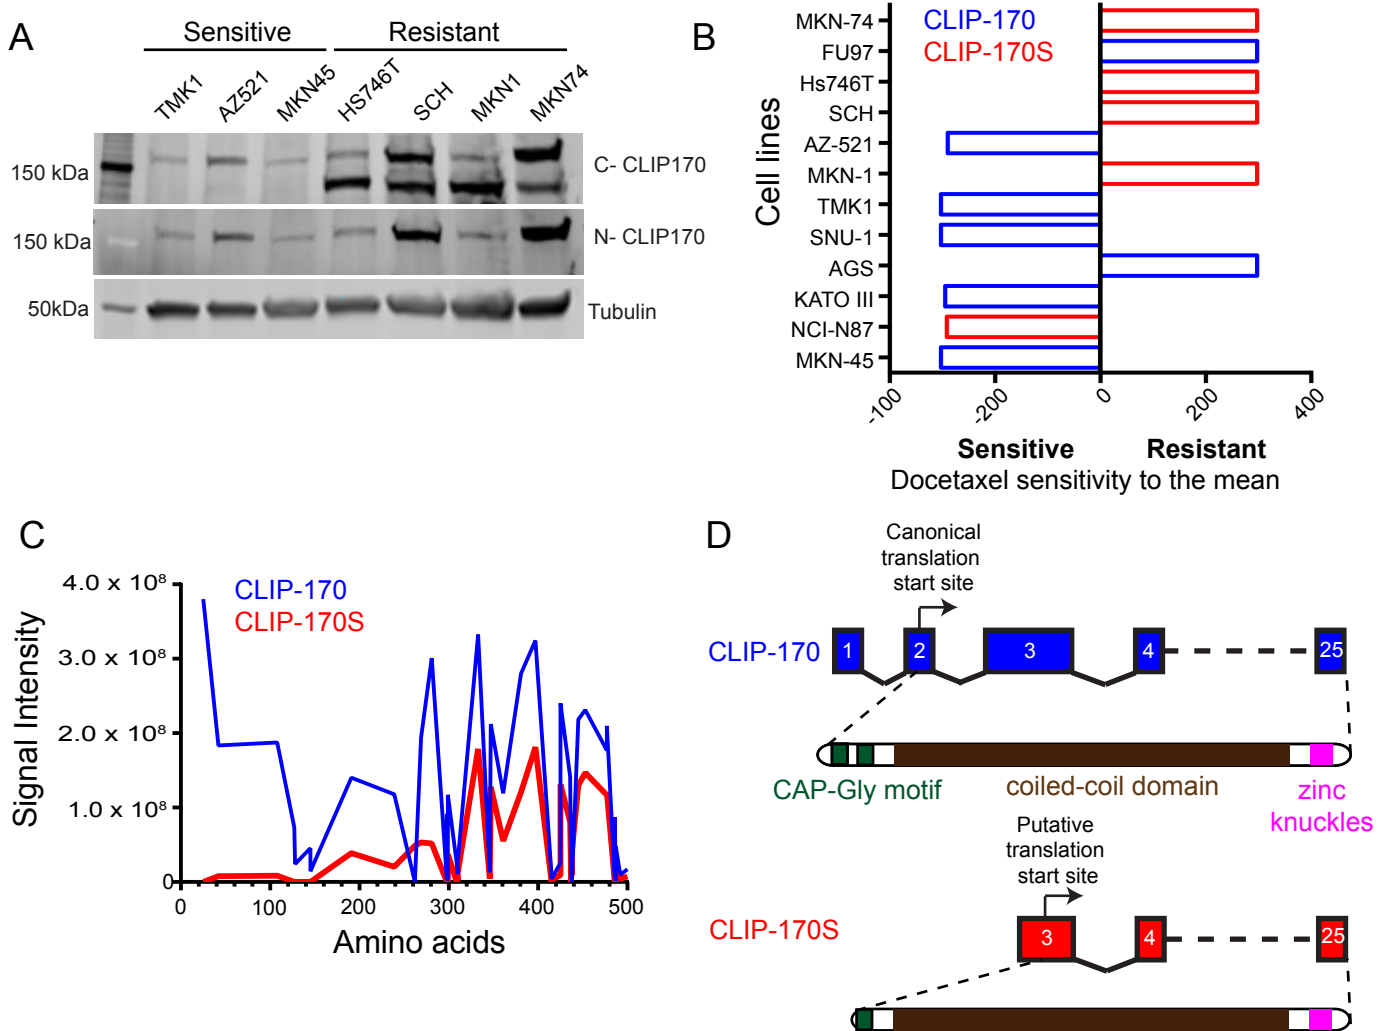 A
Sensitive
Resistant
TMK1
AZ521
MKN45
HS746T
SCH
MKN1
MKN74
150 kDa
C- CLIP170
150 kDa
N- CLIP170
50kDa
Tubulin
B
CLIP-170
CLIP-170S
Cell lines
MKN-74
FU97
Hs746T
SCH
AZ-521
MKN-1
TMK1
SNU-1
AGS
KATO III
NCI-N87
MKN-45
-100
-200
0
200
400
Sensitive
Resistant
Docetaxel sensitivity to the mean
C
CLIP-170
CLIP-170S
Signal Intensity
4.0 x 10⁸
3.0 x 10⁸
2.0 x 10⁸
1.0 x 10⁸
0
0 100 200 300 400 500
Amino acids
D
Canonical
translation
start site
CLIP-170
1 2 3 4 25
CAP-Gly motif
coiled-coil domain
zinc
knuckles
Putative
translation
start site
CLIP-170S
3 4 25